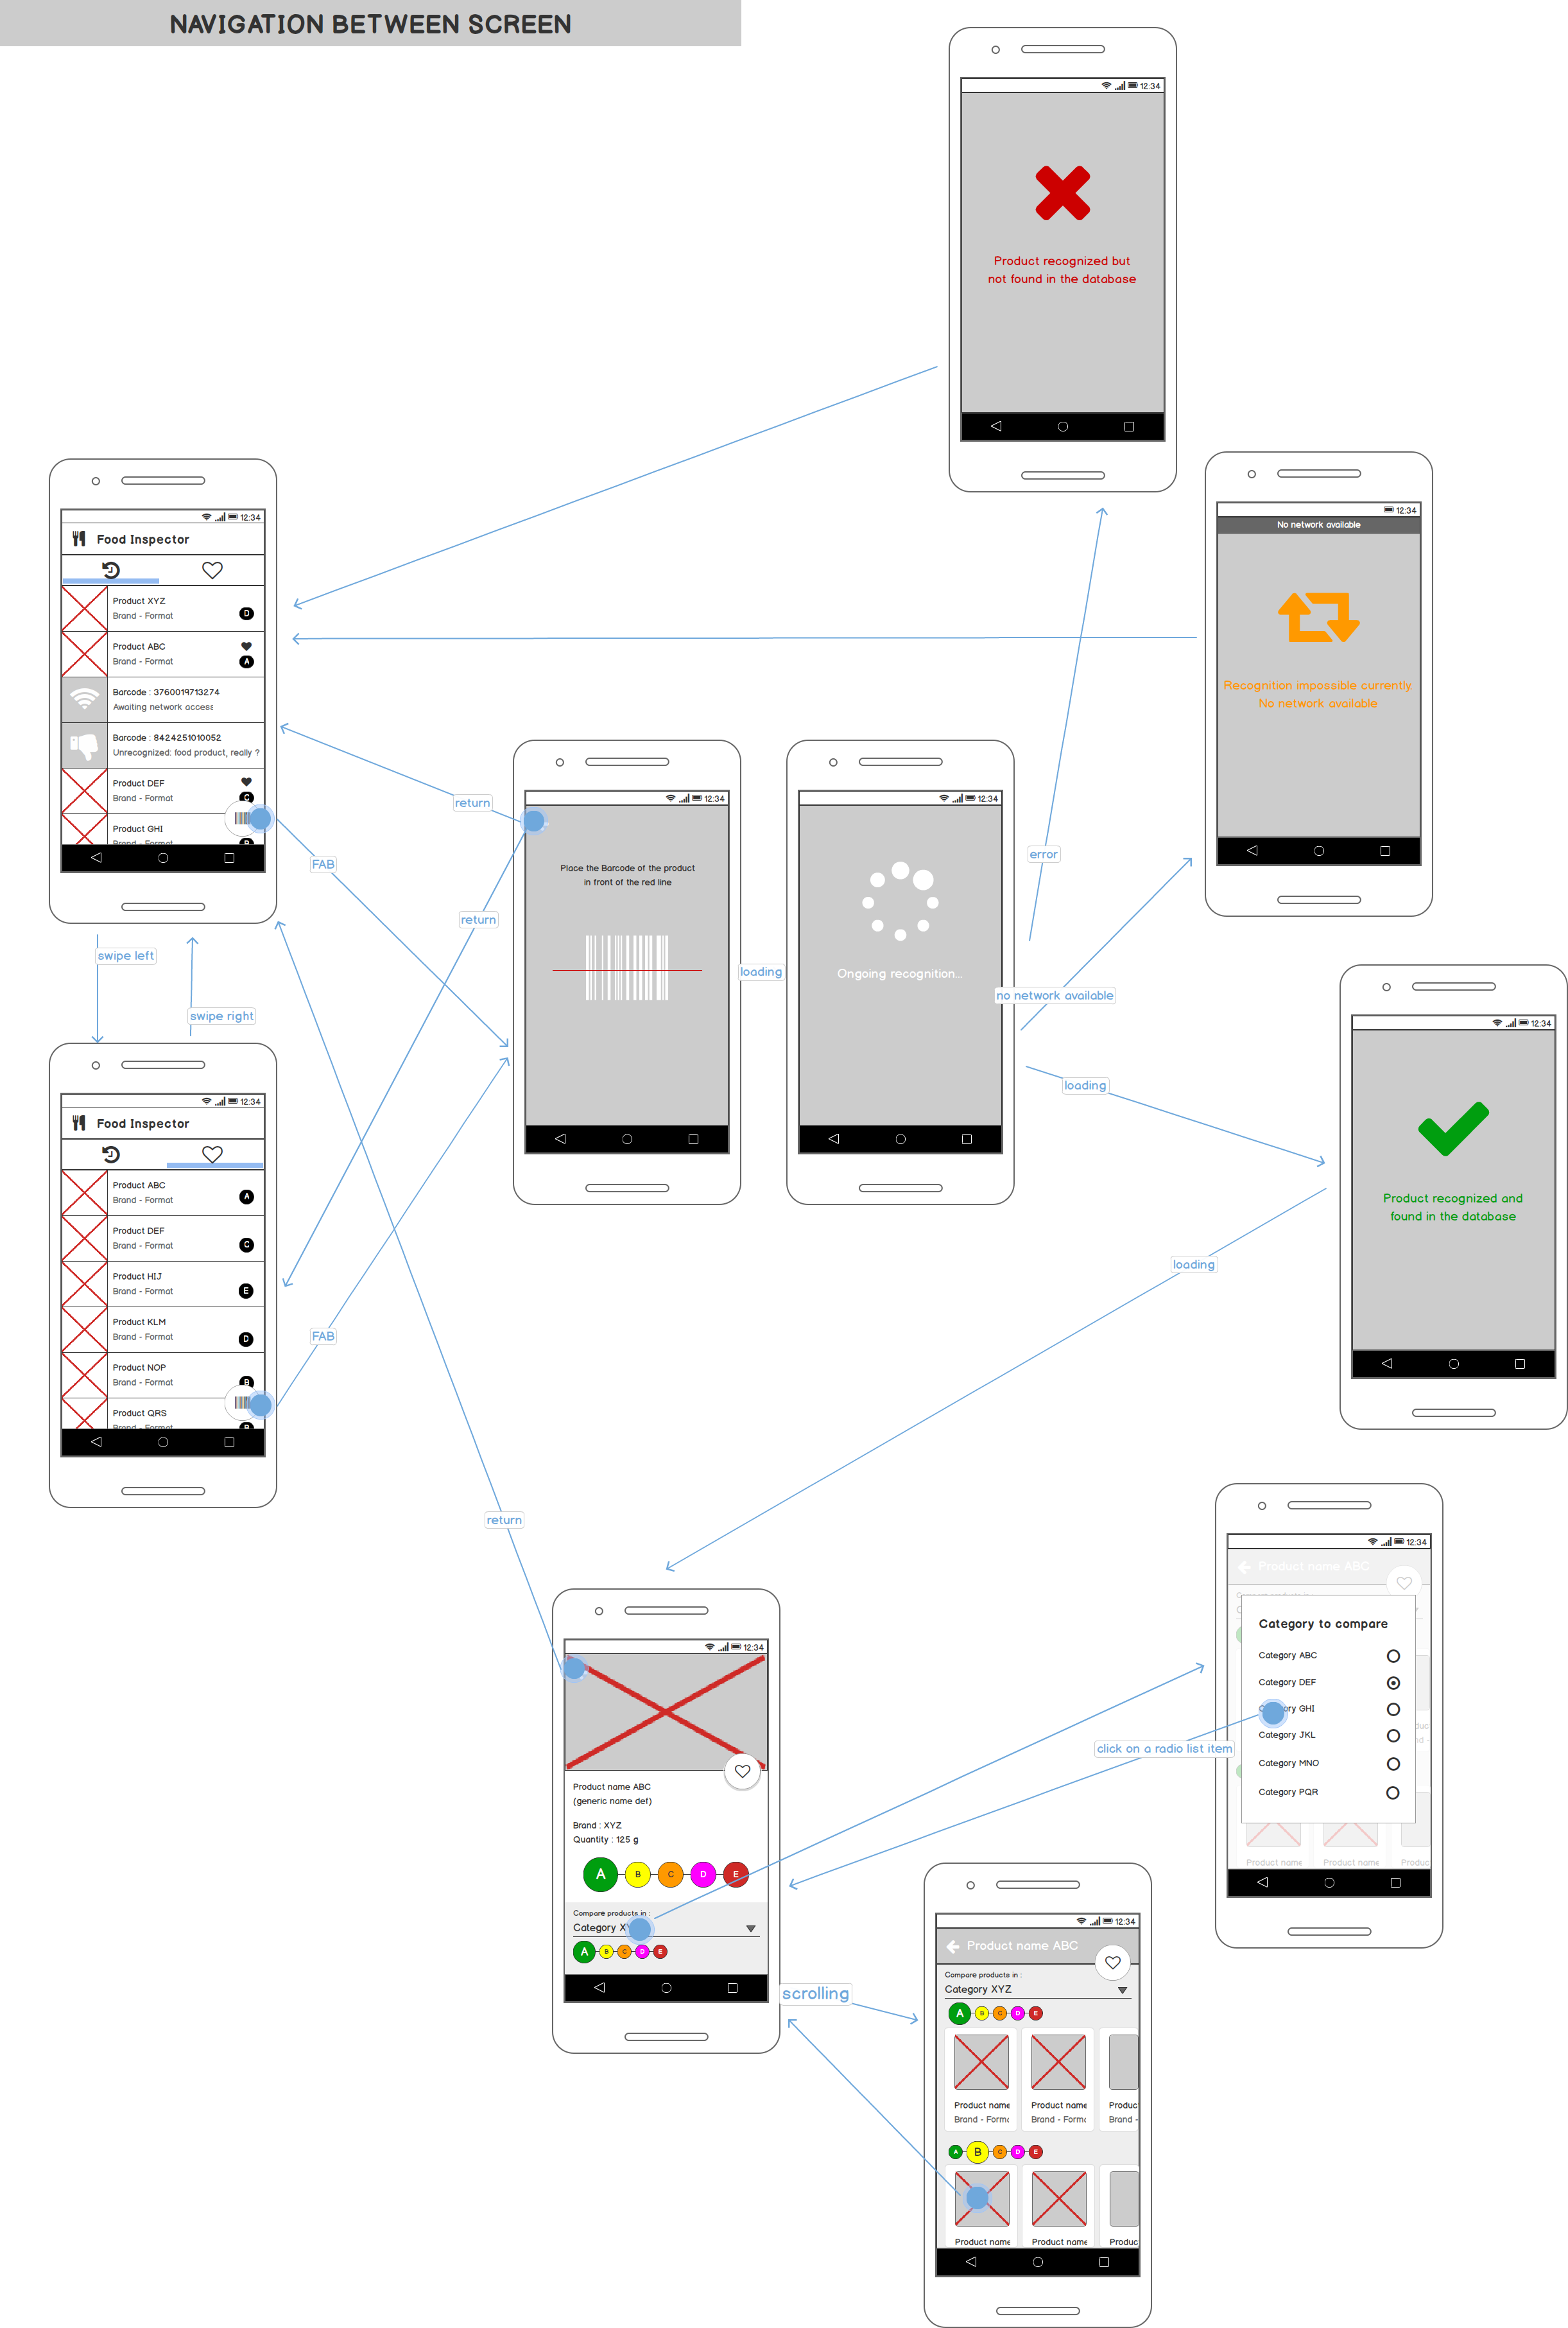 NAVIGATION BETWEEN SCREEN
12:34
Product recognized but
not found in the database
12:34
No network available
Recognition impossible currently.
No network available
12:34
Food Inspector
Product XYZ
Brand - Format
D
Product ABC
Brand - Format
A
Barcode : 3760019713274
Awaiting network access
Barcode : 8424251010052
Unrecognized: food product, really ?
Product DEF
Brand - Format
C
Product GHI
Brand - Format
B
return
FAB
return
swipe left
swipe right
12:34
Place the Barcode of the product
in front of the red line
loading
12:34
Ongoing recognition...
error
no network available
loading
12:34
Product recognized and
found in the database
loading
12:34
Food Inspector
Product ABC
Brand - Format
A
Product DEF
Brand - Format
C
Product HIJ
Brand - Format
E
Product KLM
Brand - Format
D
Product NOP
Brand - Format
B
Product QRS
Brand - Format
B
FAB
return
12:34
Product name ABC
(generic name def)
Brand : XYZ
Quantity : 125 g
A B C D E
Compare products in :
Category X
A B C D E
scrolling
click on a radio list item
12:34
Product name ABC
Category to compare
Category ABC
Category DEF
ory GHI
Category JKL
Category MNO
Category PQR
Product name
Product name
Produc
12:34
Product name ABC
Compare products in :
Category XYZ
A B C D E
Product name
Brand - Forma
Product name
Brand - Forma
Produc
Brand -
A B C D E
Product name
Product name
Produc